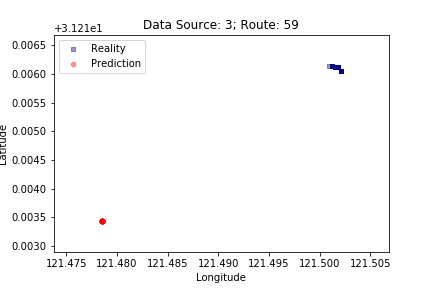 Data Source: 3; Route: 59
+3.121e1
Reality
Prediction
0.0065
0.0060
0.0055
0.0050
0.0045
0.0040
0.0035
0.0030
Latitude
121.475 121.480 121.485 121.490 121.495 121.500 121.505
Longitude